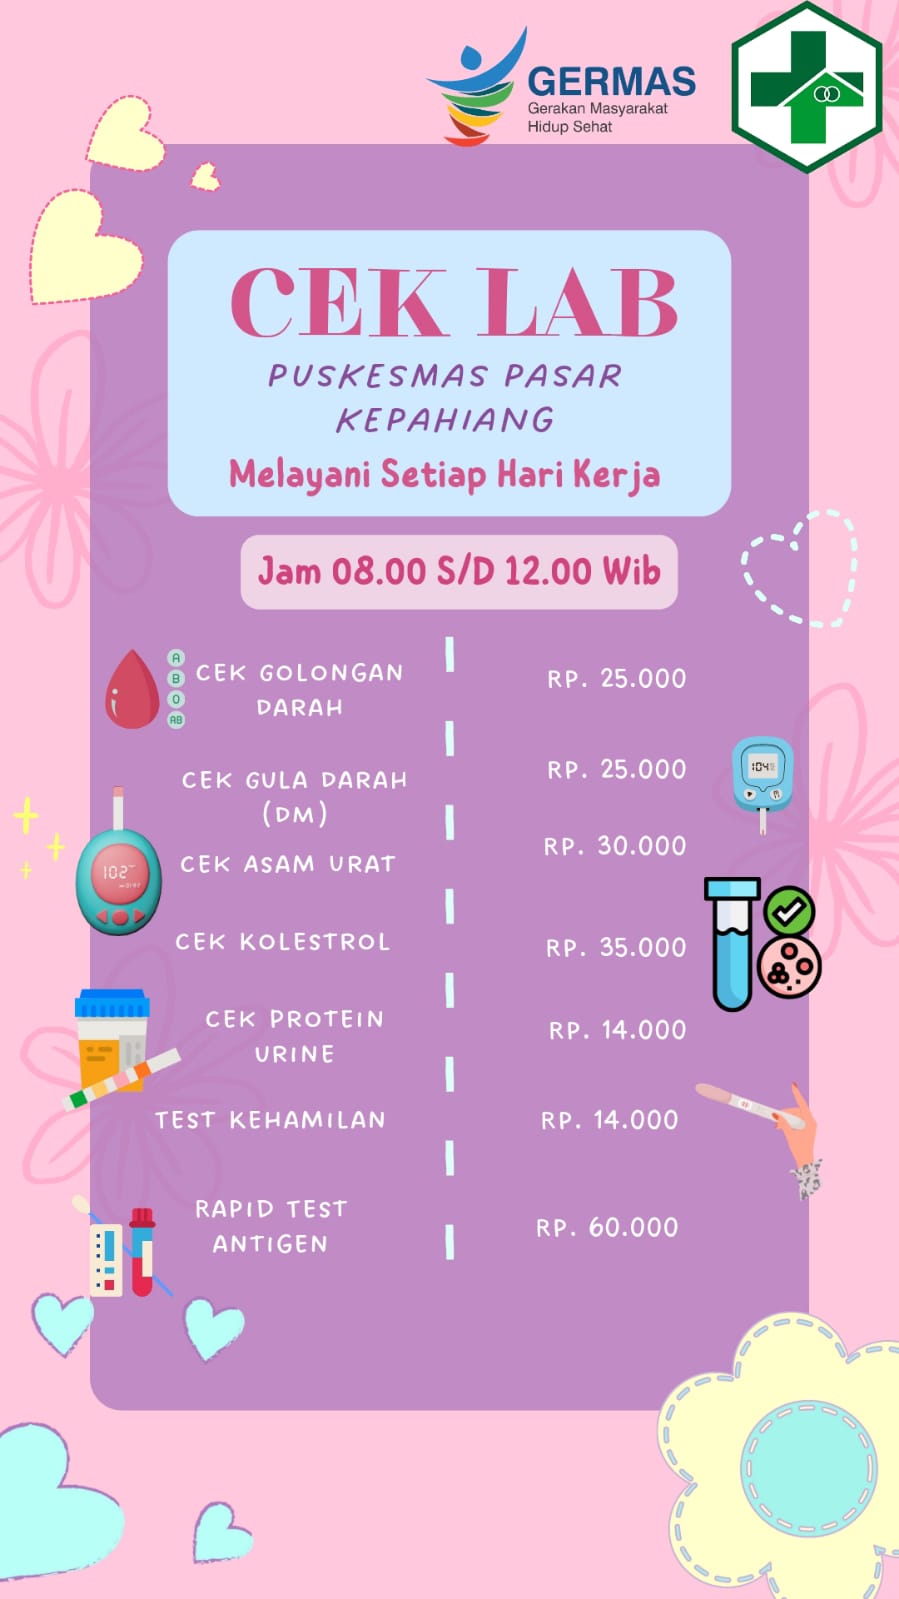 GERMAS
Gerakan Masyarakat
Hidup Sehat
CEK LAB
PUSKESMAS PASAR
KEPAHIANG
Melayani Setiap Hari Kerja
Jam 08.00 S/D 12.00 Wib
A
B
O
AB
CEK GOLONGAN
DARAH
RP. 25.000
CEK GULA DARAH
(DM)
RP. 25.000
104
CEK ASAM URAT
RP. 30.000
102
CEK KOLESTROL
RP. 35.000
CEK PROTEIN
URINE
RP. 14.000
TEST KEHAMILAN
RP. 14.000
RAPID TEST
ANTIGEN
RP. 60.000